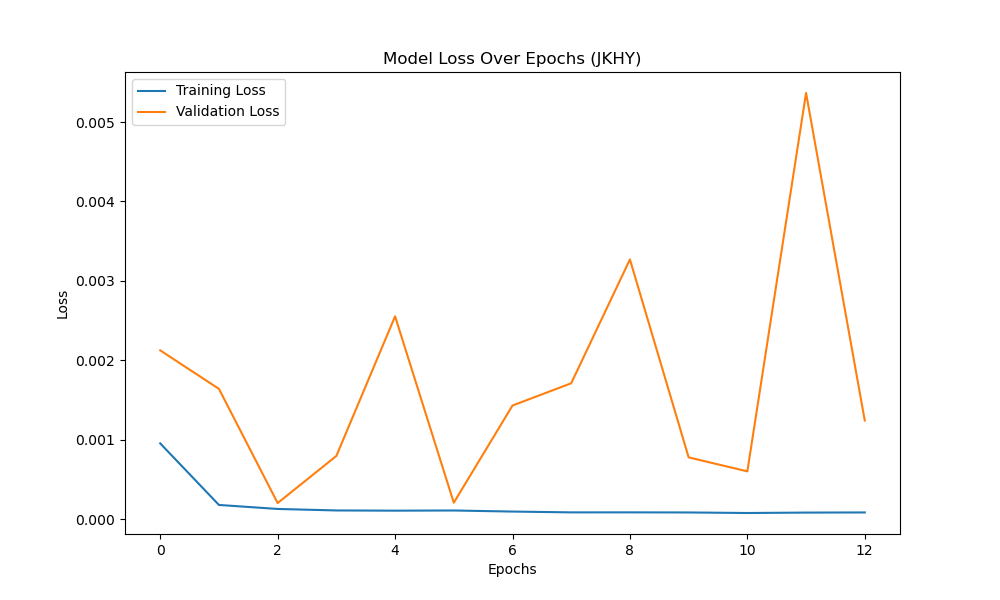 Model Loss Over Epochs (JKHY)
Training Loss
Validation Loss
0.005
0.004
0.003
0.002
0.001
0.000
Loss
0 2 4 6 8 10 12
Epochs